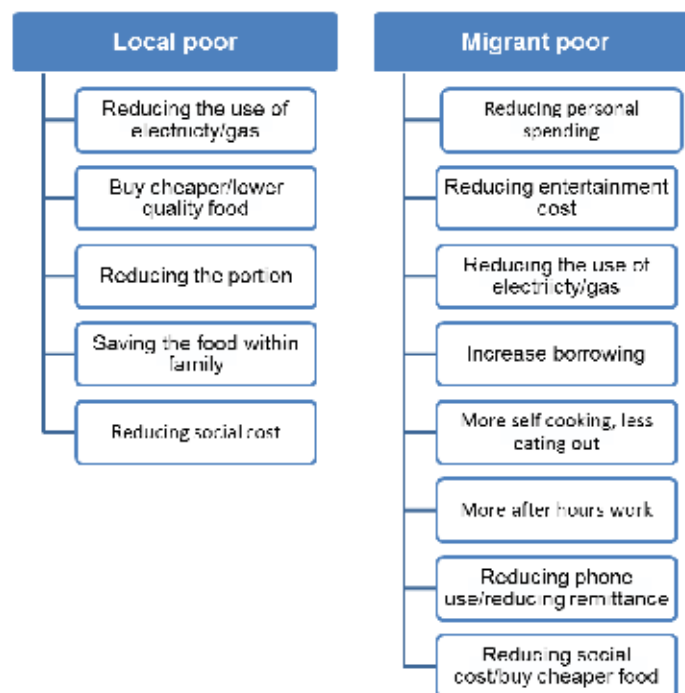 Local poor
Reducing the use of
electricty/gas
Buy cheaper/lower
quality food
Reducing the portion
Saving the food within
family
Reducing social cost
Migrant poor
Reducing personal
spending
Reducing entertainment
cost
Reducing the use of
electriicty/gas
Increase borrowing
More self cooking, less
eating out
More after hours work
Reducing phone
use/reducing remittance
Reducing social
cost/buy cheaper food